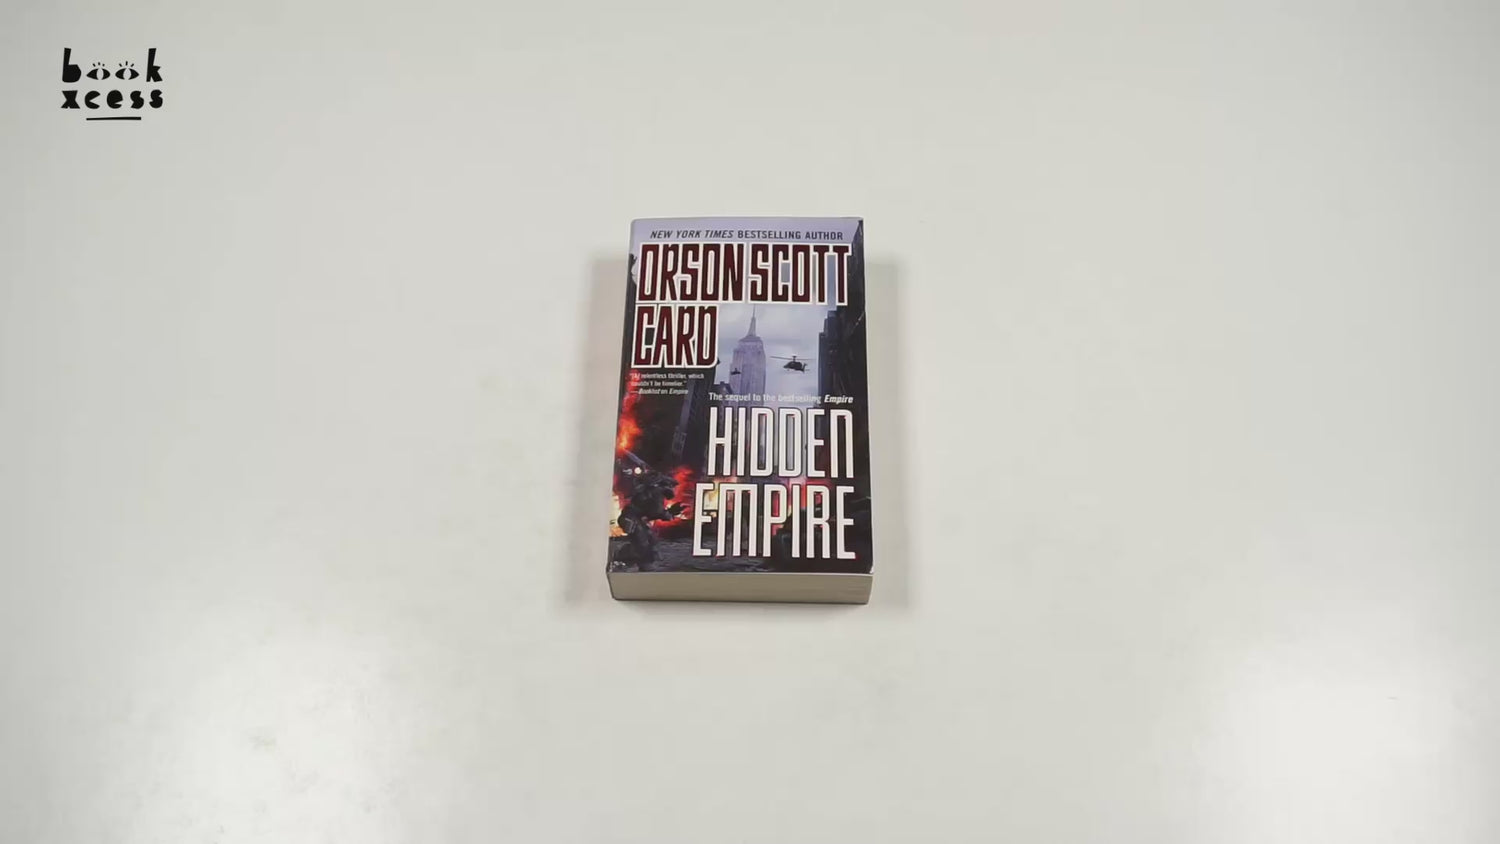 book
xcess
NEW YORK TIMES BESTSELLING AUTHOR
ORSON SCOTT
CARD
"[A] relentless thriller, which
couldn't be timelier."
—Booklist on Empire
The sequel to the bestselling Empire
HIDDEN
EMPIRE